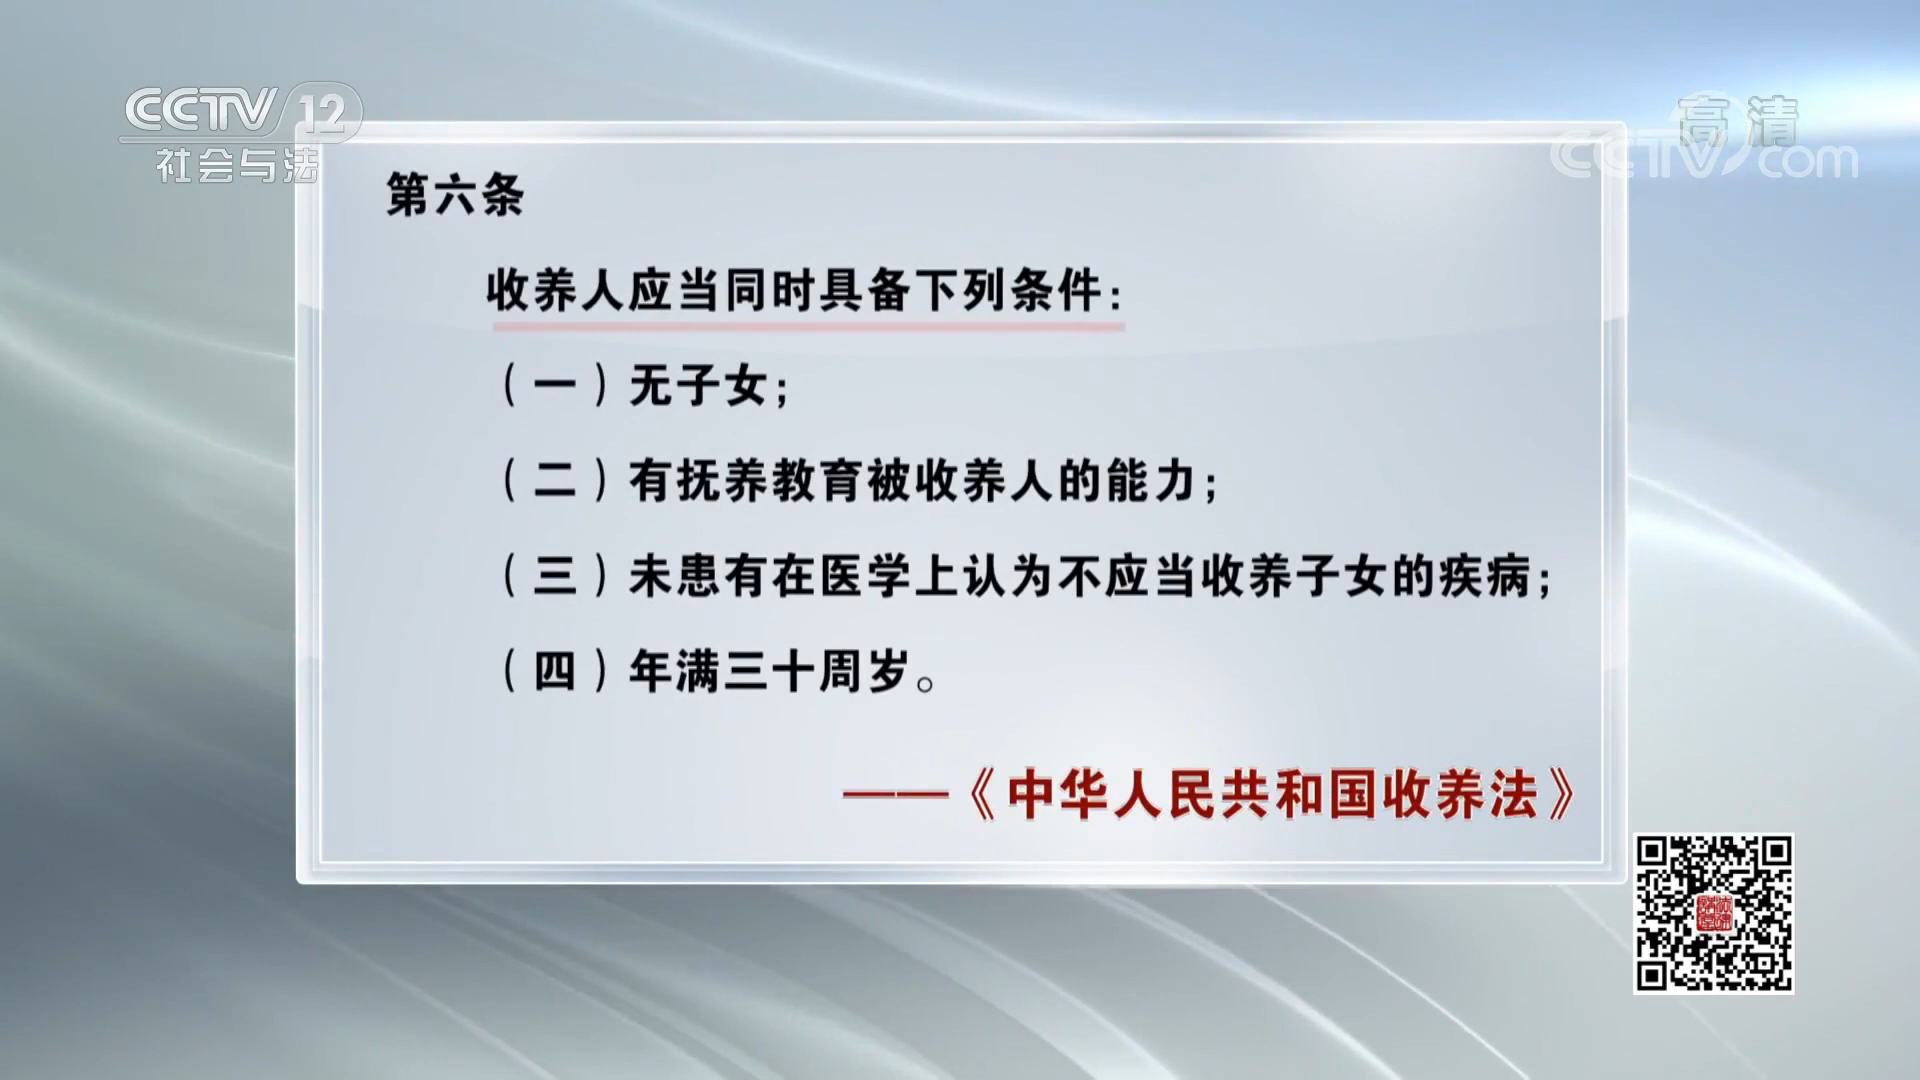 CCTV 12
社会与法
高清
CCTV.com
第六条
收养人应当同时具备下列条件：
（一）无子女；
（二）有抚养教育被收养人的能力；
（三）未患有在医学上认为不应当收养子女的疾病；
（四）年满三十周岁。
——《中华人民共和国收养法》